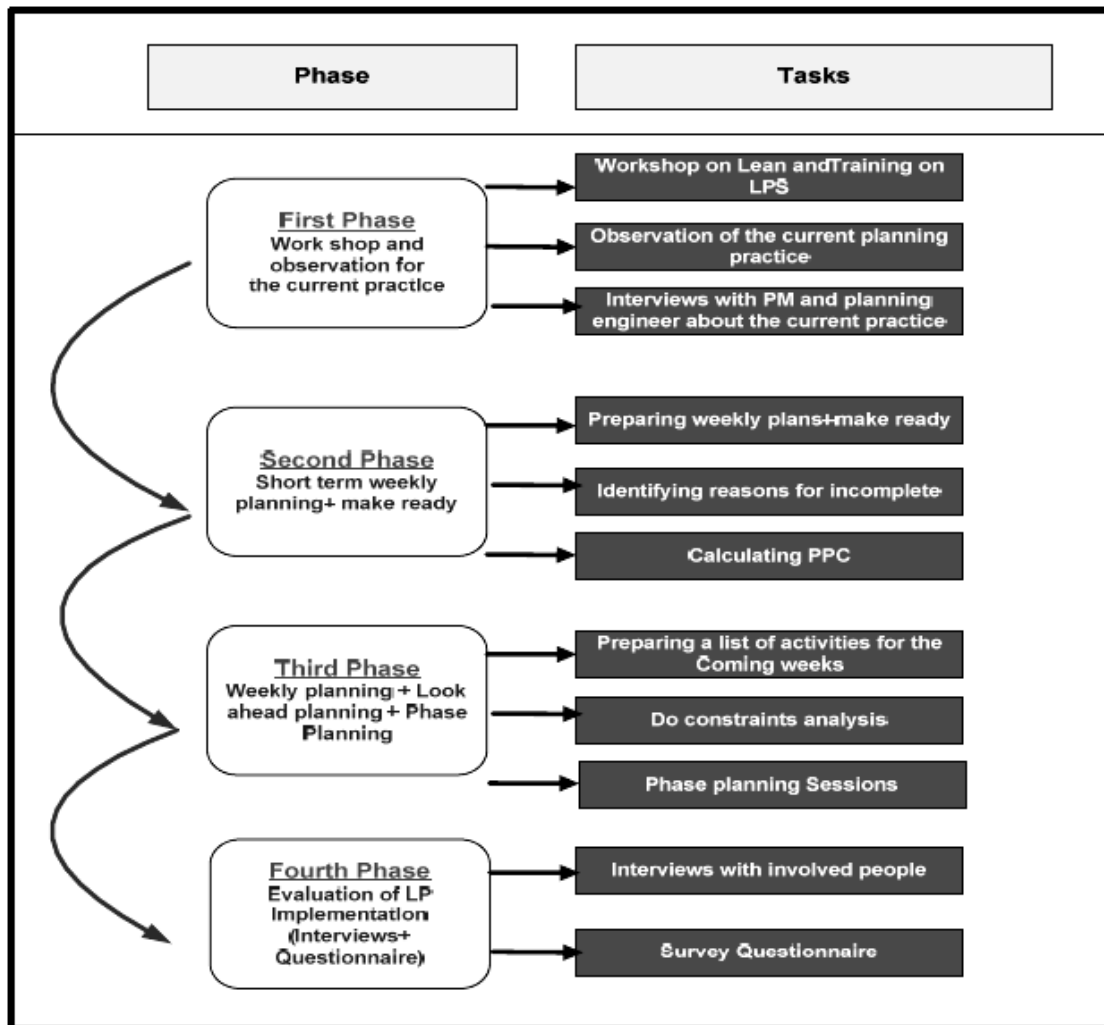 Phase
Tasks
First Phase
Work shop and
observation for
the current practice
Workshop on Lean andTraining on
LPS
Observation of the current planning
practice
Interviews with PM and planning
engineer about the current practice
Second Phase
Short term weekly
planning+ make ready
Preparing weekly plans+make ready
Identifying reasons for incomplete
Calculating PPC
Third Phase
Weekly planning + Look
ahead planning + Phase
Planning
Preparing a list of activities for the
Coming weeks
Do constraints analysis
Phase planning Sessions
Fourth Phase
Evaluation of LP
Implementation
(Interviews+
Questionnaire)
Interviews with involved people
Survey Questionnaire